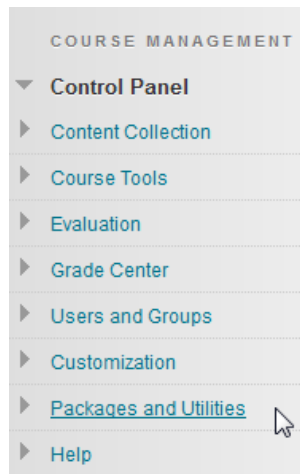 COURSE MANAGEMENT
Control Panel
Content Collection
Course Tools
Evaluation
Grade Center
Users and Groups
Customization
Packages and Utilities
Help